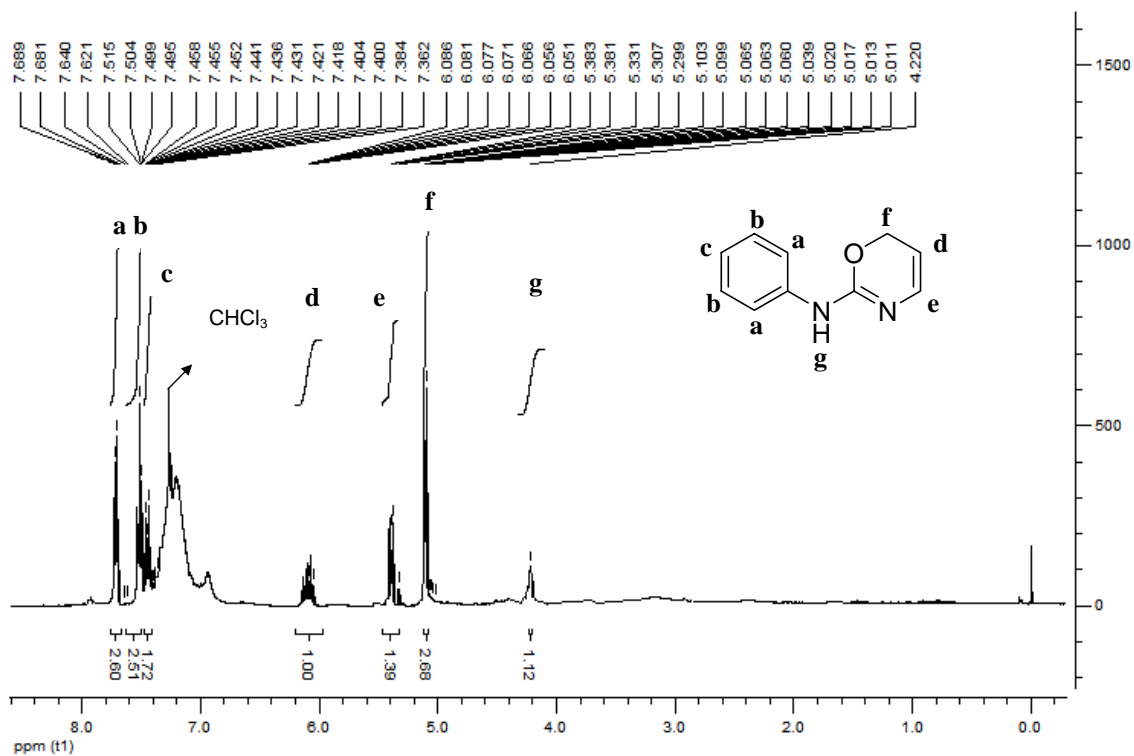 7.689 7.681 7.640 7.621 7.515 7.504 7.499 7.495 7.458 7.455 7.452 7.441 7.436 7.431 7.421 7.418 7.404 7.400 7.384 7.362 6.086 6.081 6.077 6.071 6.066 6.056 6.051 5.383 5.381 5.331 5.307 5.299 5.103 5.099 5.065 5.063 5.060 5.039 5.020 5.017 5.013 5.011 4.220
1500
a b c d e f g
CHCl3
1000
b f
c a O d
b N N e
a H
g
500
0
2.60 2.51 1.72 1.00 1.39 2.68 1.12
8.0 7.0 6.0 5.0 4.0 3.0 2.0 1.0 0.0
ppm (t1)